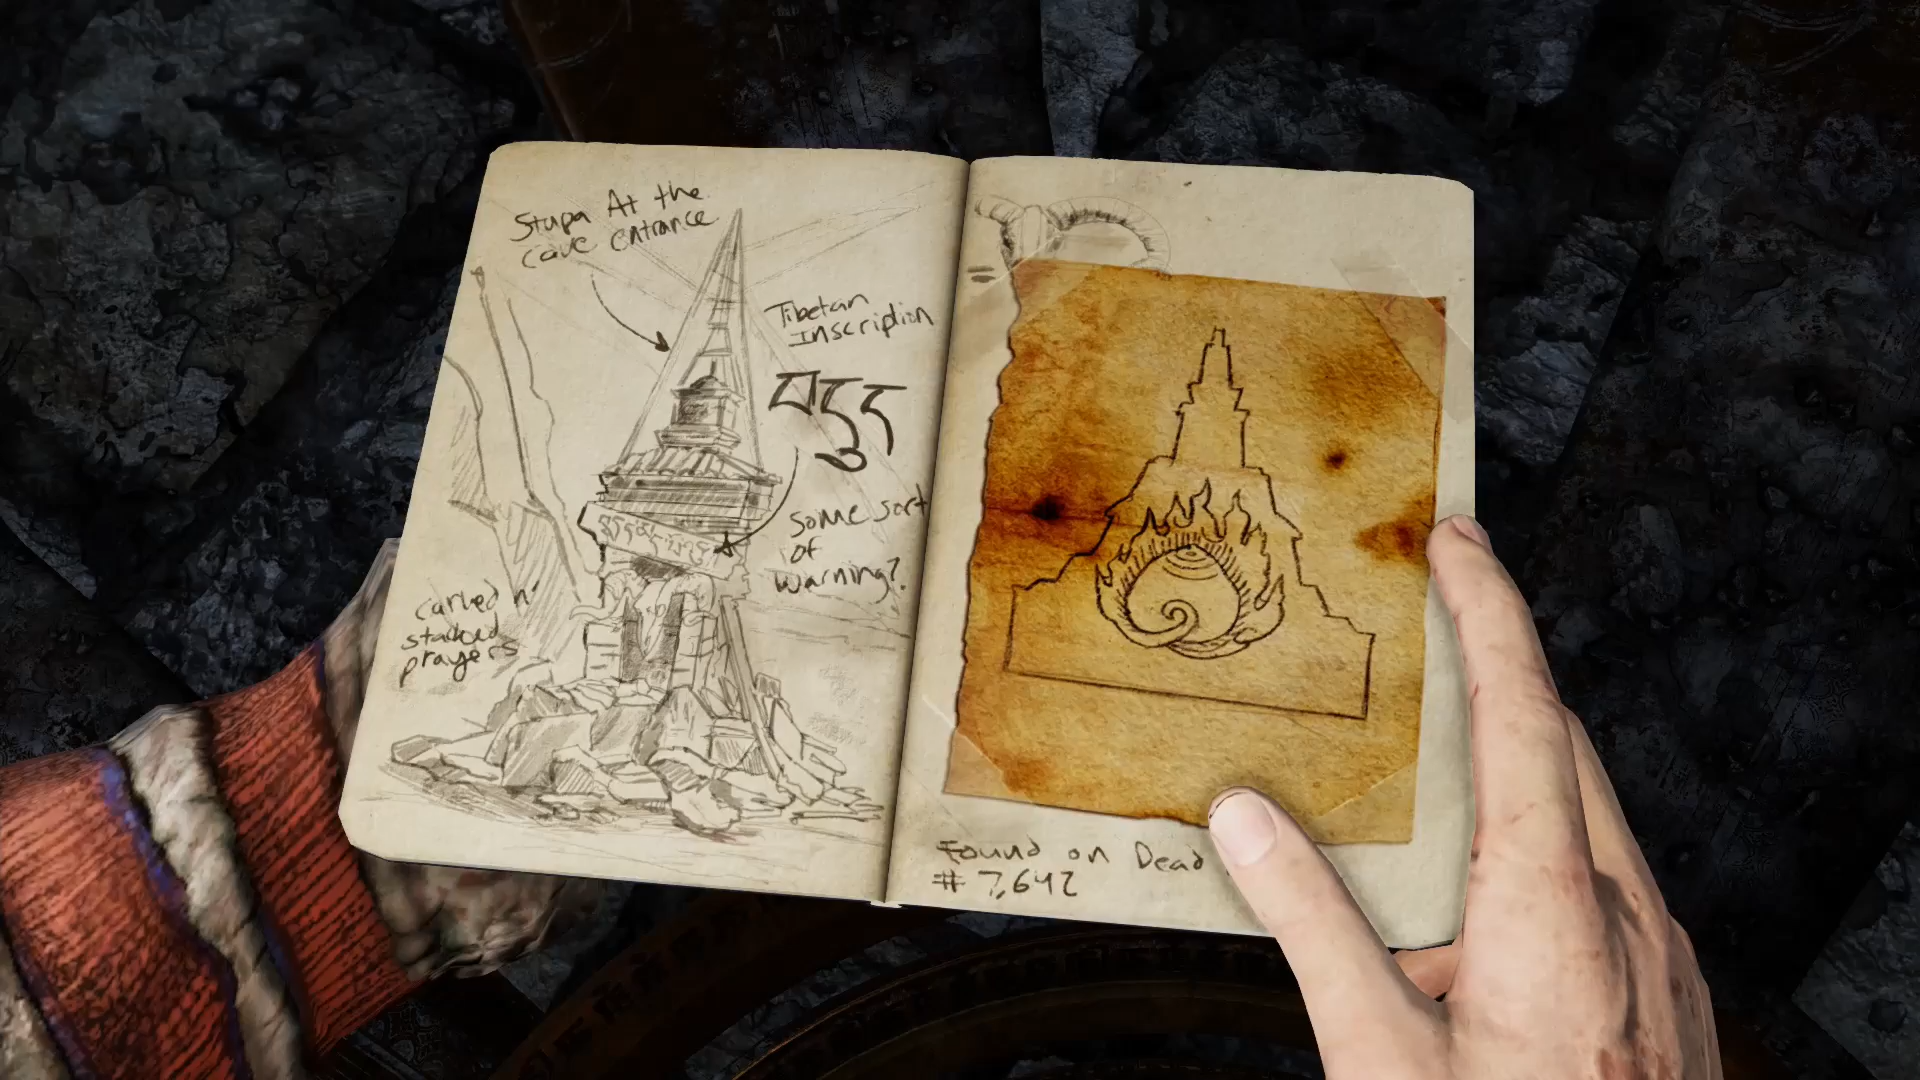 Stupa At the
cave entrance
Tibetan
Inscription
some sort
of
warning?
carved n'
stacked
prayers
Found on Dead
# 7,642